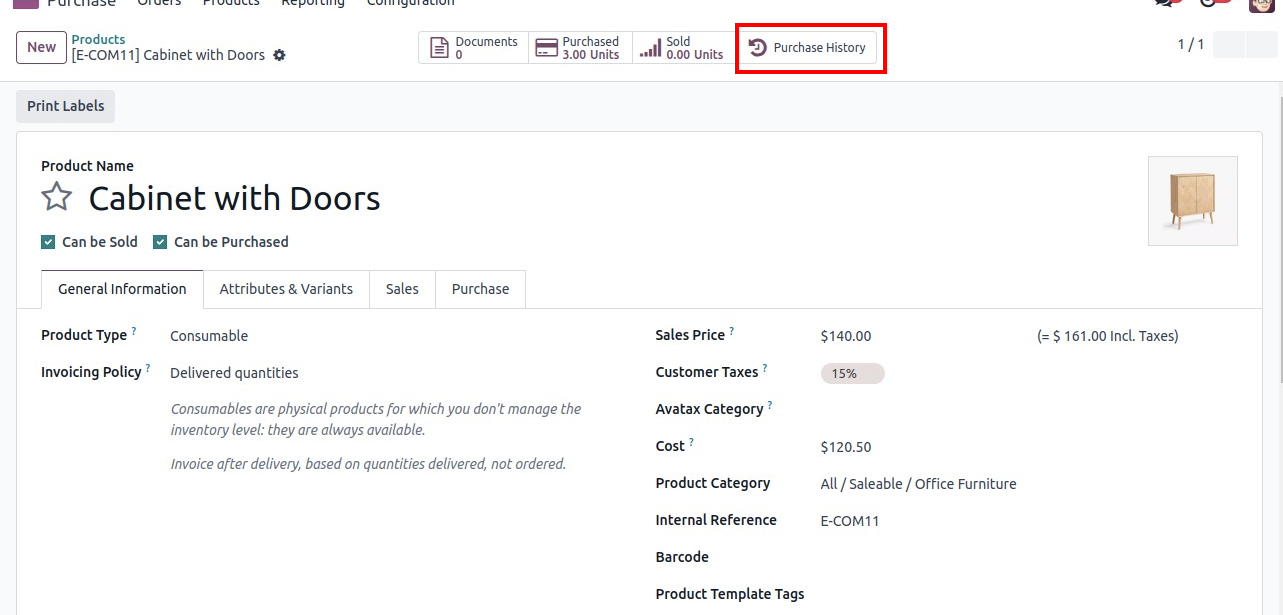 Purchase Orders Products Reporting Configuration
New
Products
[E-COM11] Cabinet with Doors
Documents
0
Purchased
3.00 Units
Sold
0.00 Units
Purchase History
1 / 1
Print Labels
Product Name
Cabinet with Doors
Can be Sold Can be Purchased
General Information Attributes & Variants Sales Purchase
Product Type ? Consumable
Invoicing Policy ? Delivered quantities
Consumables are physical products for which you don't manage the
inventory level: they are always available.
Invoice after delivery, based on quantities delivered, not ordered.
Sales Price ? $140.00 (= $ 161.00 Incl. Taxes)
Customer Taxes ? 15%
Avatax Category ?
Cost ? $120.50
Product Category All / Saleable / Office Furniture
Internal Reference E-COM11
Barcode
Product Template Tags